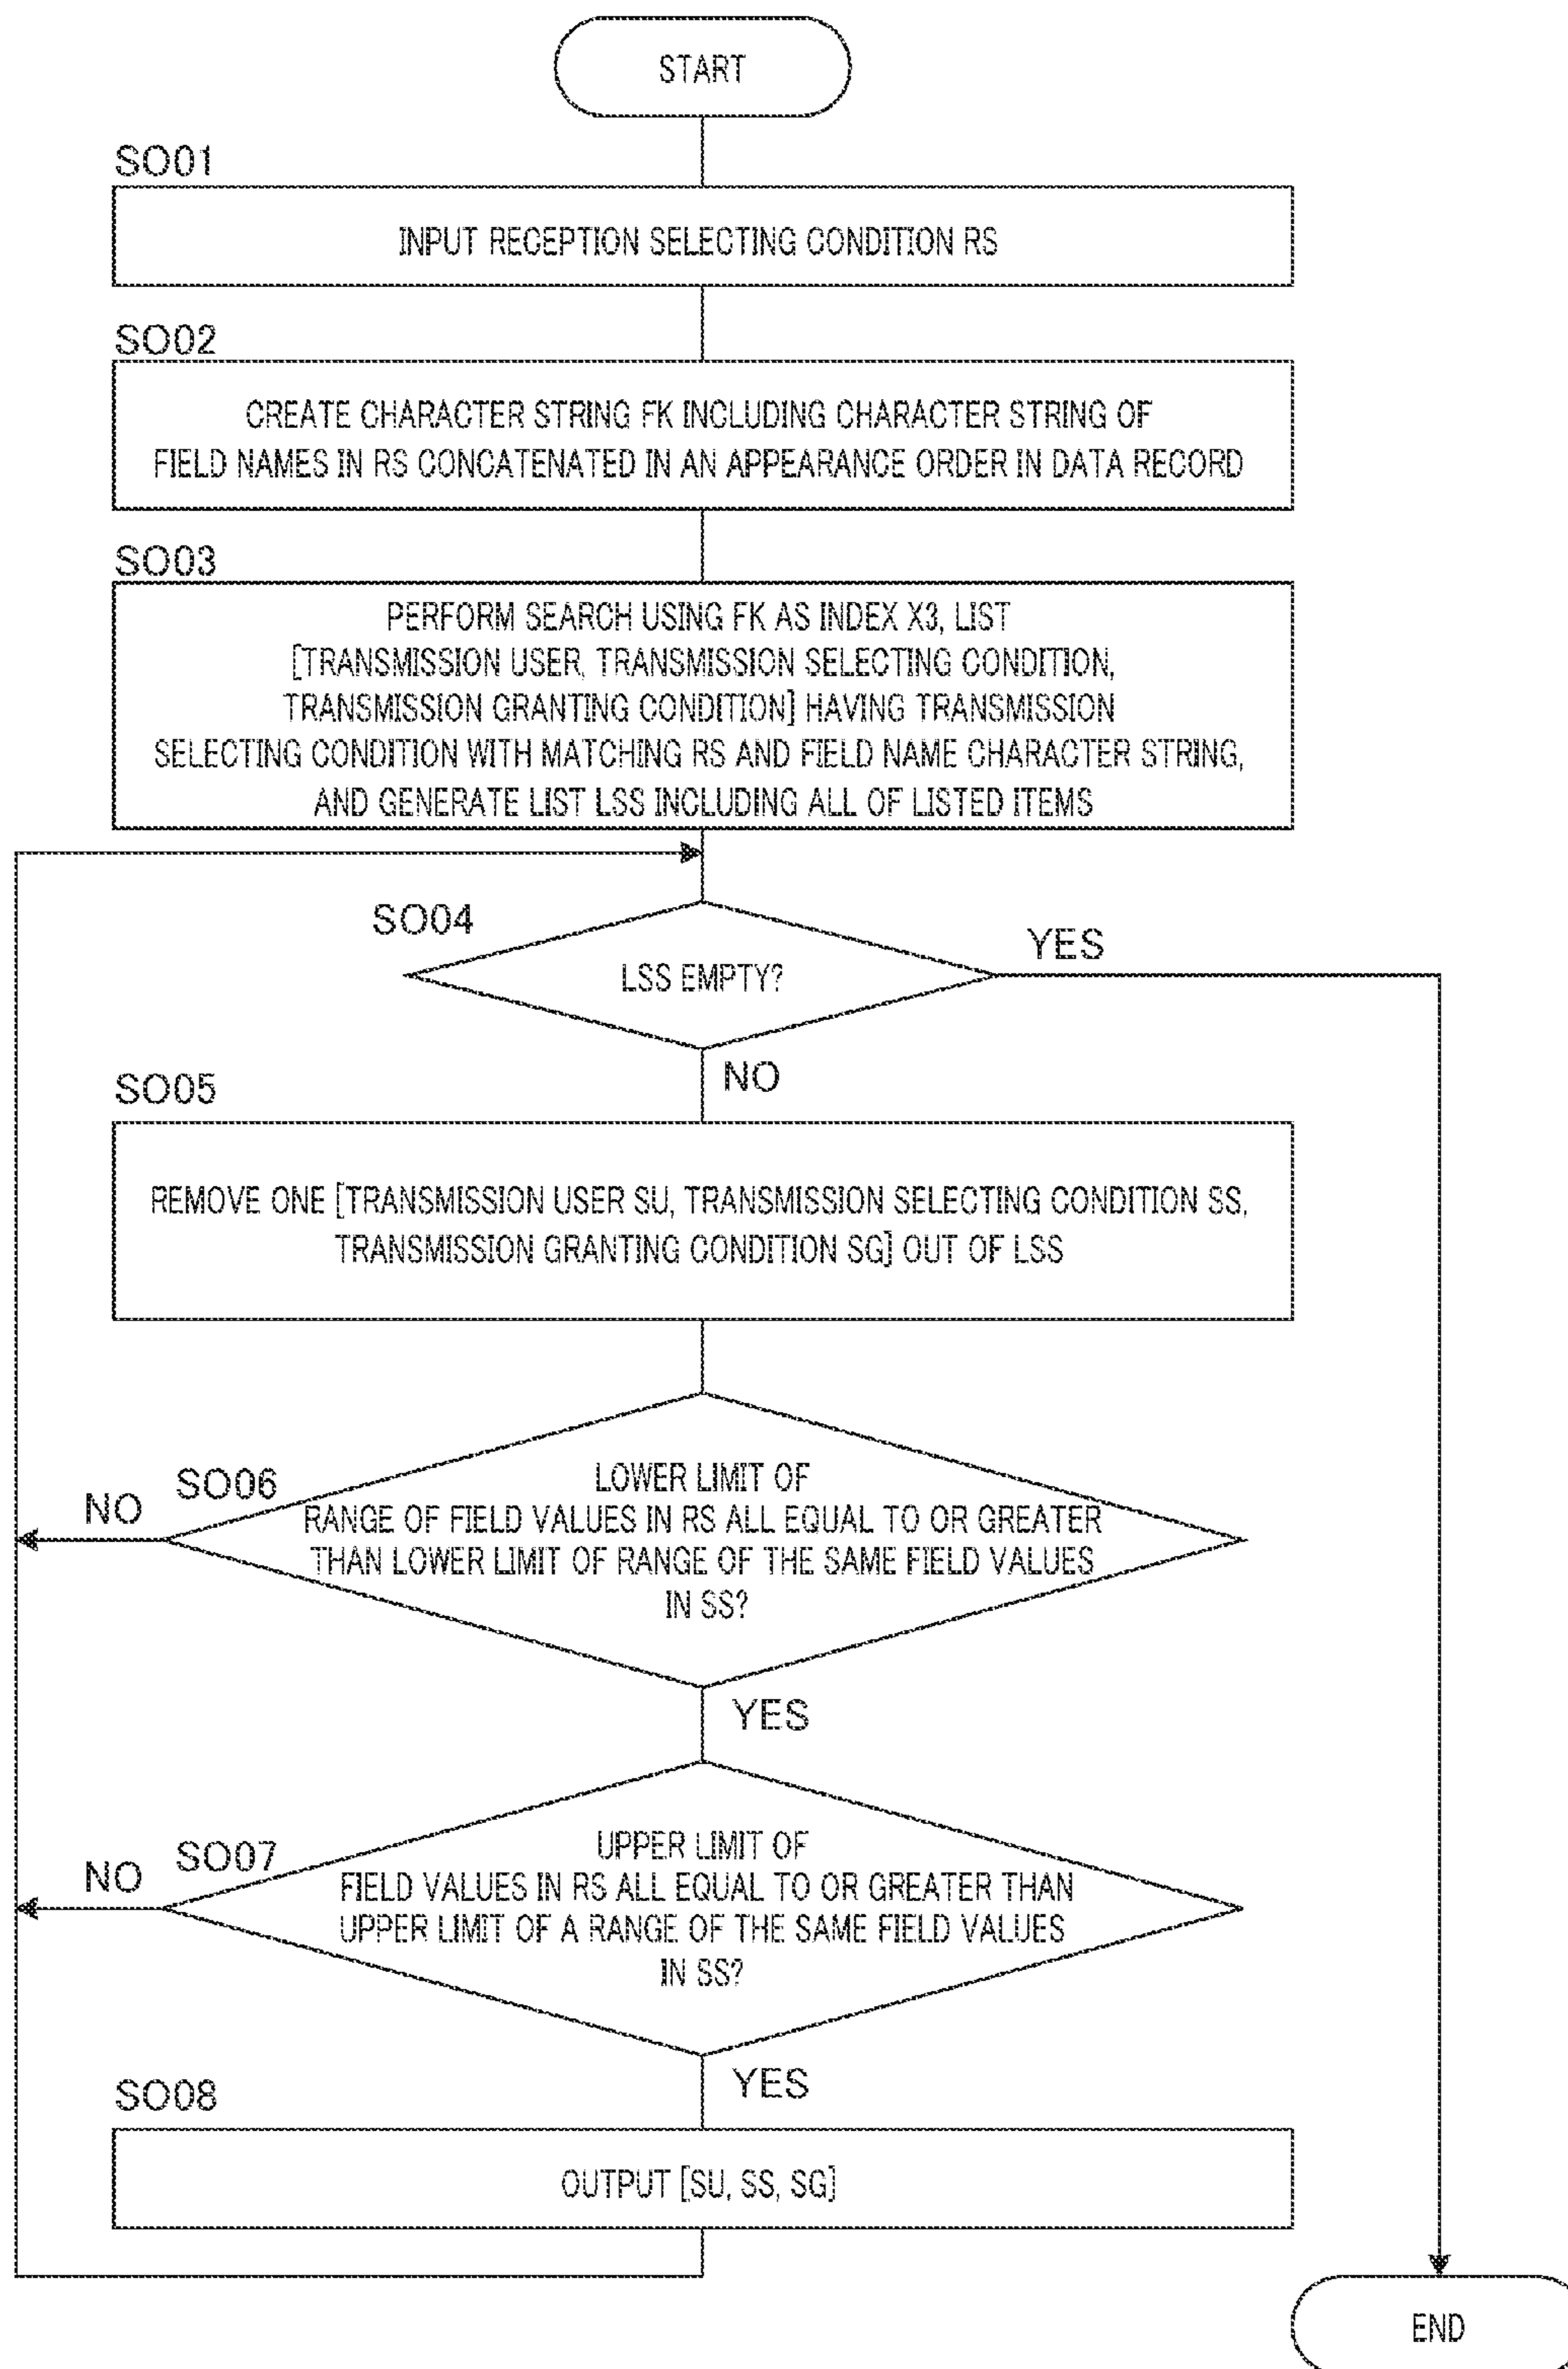 START
SO01
INPUT RECEPTION SELECTING CONDITION RS
SO02
CREATE CHARACTER STRING FK INCLUDING CHARACTER STRING OF
FIELD NAMES IN RS CONCATENATED IN AN APPEARANCE ORDER IN DATA RECORD
SO03
PERFORM SEARCH USING FK AS INDEX X3, LIST
[TRANSMISSION USER, TRANSMISSION SELECTING CONDITION,
TRANSMISSION GRANTING CONDITION] HAVING TRANSMISSION
SELECTING CONDITION WITH MATCHING RS AND FIELD NAME CHARACTER STRING,
AND GENERATE LIST LSS INCLUDING ALL OF LISTED ITEMS
SO04
LSS EMPTY?
YES
NO
SO05
REMOVE ONE [TRANSMISSION USER SU, TRANSMISSION SELECTING CONDITION SS,
TRANSMISSION GRANTING CONDITION SG] OUT OF LSS
SO06
NO
LOWER LIMIT OF
RANGE OF FIELD VALUES IN RS ALL EQUAL TO OR GREATER
THAN LOWER LIMIT OF RANGE OF THE SAME FIELD VALUES
IN SS?
YES
SO07
NO
UPPER LIMIT OF
FIELD VALUES IN RS ALL EQUAL TO OR GREATER THAN
UPPER LIMIT OF A RANGE OF THE SAME FIELD VALUES
IN SS?
YES
SO08
OUTPUT [SU, SS, SG]
END